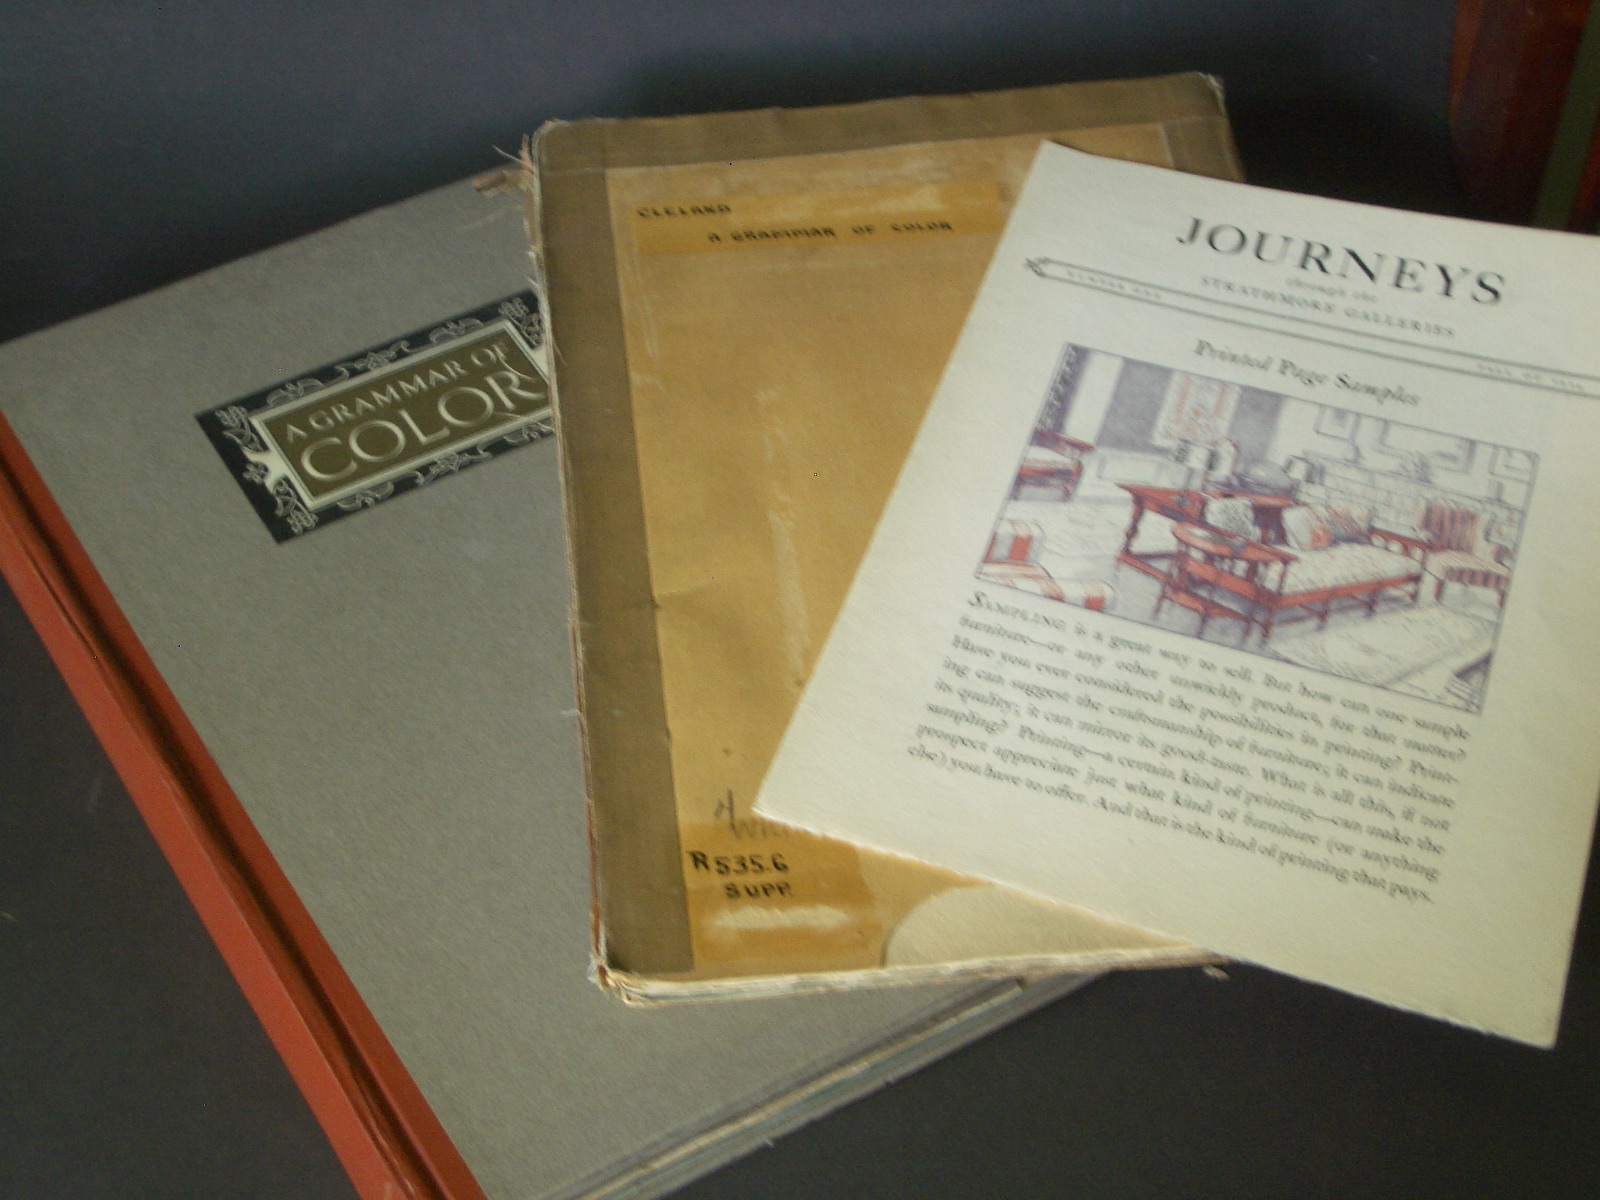 A GRAMMAR OF
COLOR
CLELAND
A GRAMMAR OF COLOR
R535.6
SUPP.
JOURNEYS
through the
STRATHMORE GALLERIES
NUMBER ONE
Printed Page Samples
SAMPLING is a great way to sell. But how can one sample
furniture—or any other unwieldy product, for that matter?
Have you ever considered the possibilities in printing? Print-
ing can suggest the craftsmanship of furniture; it can indicate
its quality; it can mirror its good-taste. What is all this, if not
sampling? Printing—a certain kind of printing—can make the
prospect appreciate just what kind of furniture (or anything
else) you have to offer. And that is the kind of printing that pays.